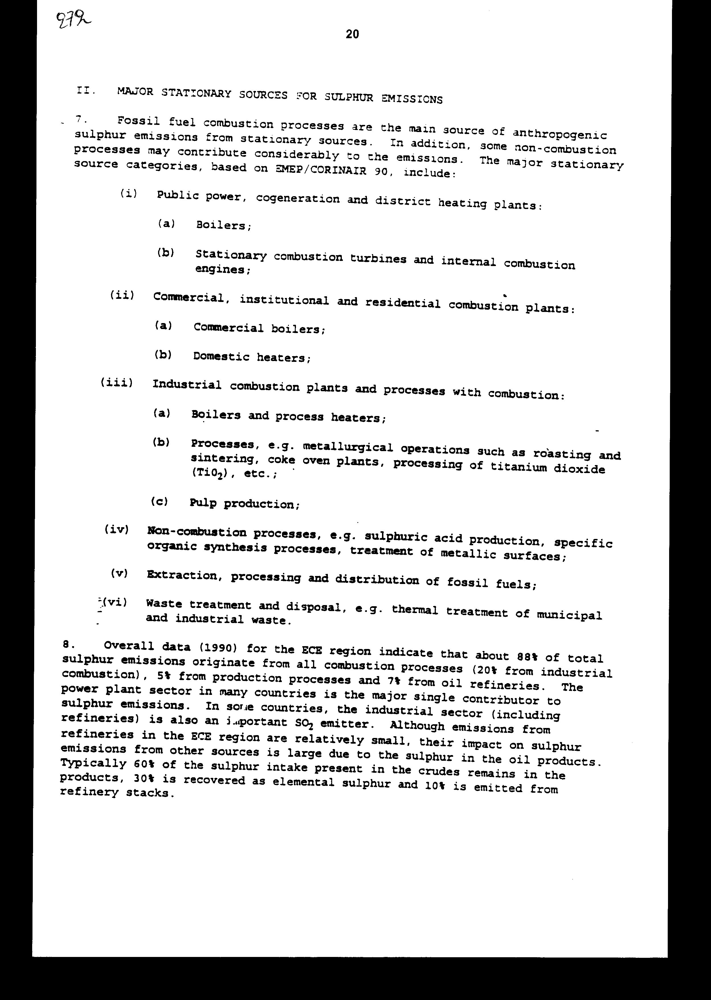 20
II. MAJOR STATIONARY SOURCES FOR SULPHUR EMISSIONS
7. Fossil fuel combustion processes are the main source of anthropogenic
sulphur emissions from stationary sources. In addition, some non-combustion
processes may contribute considerably to the emissions. The major stationary
source categories, based on EMEP/CORINAIR 90, include:
(i) Public power, cogeneration and district heating plants:
(a) Boilers;
(b) Stationary combustion turbines and internal combustion
engines;
(ii) Commercial, institutional and residential combustion plants:
(a) Commercial boilers;
(b) Domestic heaters;
(iii) Industrial combustion plants and processes with combustion:
(a) Boilers and process heaters;
(b) Processes, e.g. metallurgical operations such as roasting and
sintering, coke oven plants, processing of titanium dioxide
(TiO₂), etc.;
(c) Pulp production;
(iv) Non-combustion processes, e.g. sulphuric acid production, specific
organic synthesis processes, treatment of metallic surfaces;
(v) Extraction, processing and distribution of fossil fuels;
(vi) Waste treatment and disposal, e.g. thermal treatment of municipal
and industrial waste.
8. Overall data (1990) for the ECE region indicate that about 88% of total
sulphur emissions originate from all combustion processes (20% from industrial
combustion), 5% from production processes and 7% from oil refineries. The
power plant sector in many countries is the major single contributor to
sulphur emissions. In some countries, the industrial sector (including
refineries) is also an important SO₂ emitter. Although emissions from
refineries in the ECE region are relatively small, their impact on sulphur
emissions from other sources is large due to the sulphur in the oil products.
Typically 60% of the sulphur intake present in the crudes remains in the
products, 30% is recovered as elemental sulphur and 10% is emitted from
refinery stacks.